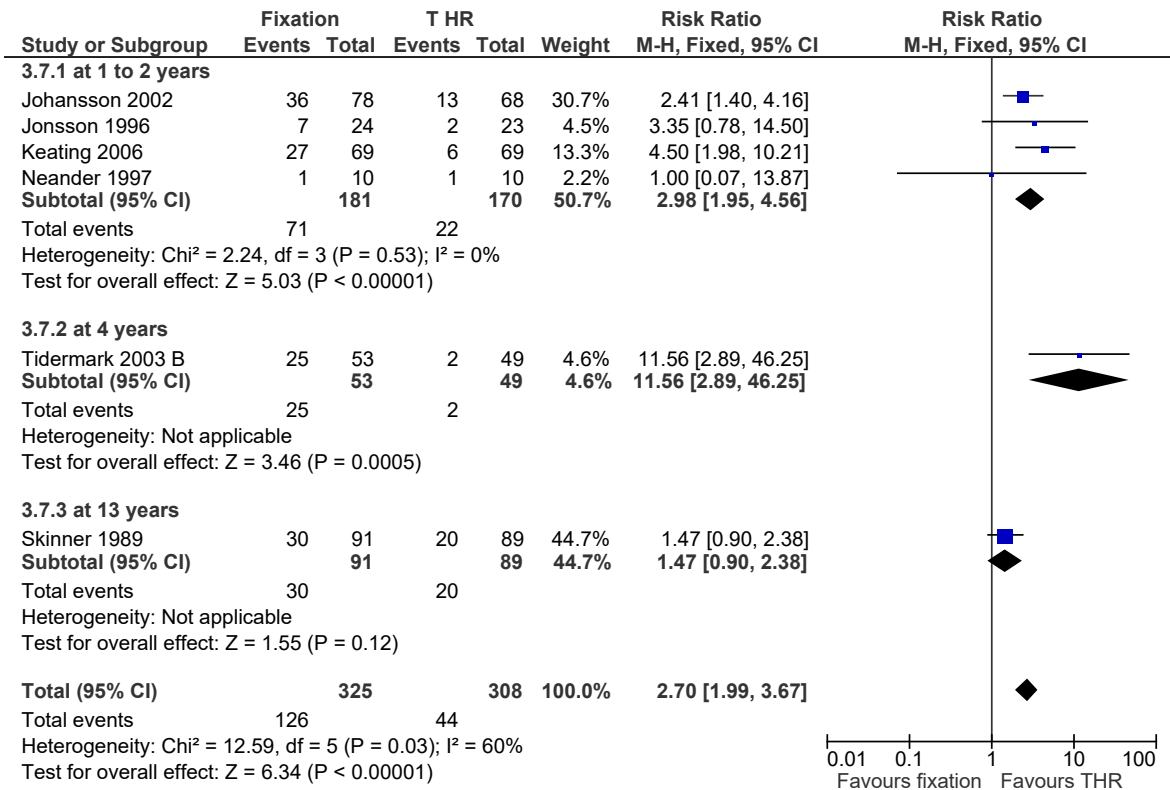 Fixation T HR Risk Ratio Risk Ratio
Study or Subgroup Events Total Events Total Weight M-H, Fixed, 95% CI M-H, Fixed, 95% CI
3.7.1 at 1 to 2 years
Johansson 2002 36 78 13 68 30.7% 2.41 [1.40, 4.16]
Jonsson 1996 7 24 2 23 4.5% 3.35 [0.78, 14.50]
Keating 2006 27 69 6 69 13.3% 4.50 [1.98, 10.21]
Neander 1997 1 10 1 10 2.2% 1.00 [0.07, 13.87]
Subtotal (95% CI) 181 170 50.7% 2.98 [1.95, 4.56]
Total events 71 22
Heterogeneity: Chi² = 2.24, df = 3 (P = 0.53); I² = 0%
Test for overall effect: Z = 5.03 (P < 0.00001)
3.7.2 at 4 years
Tidermark 2003 B 25 53 2 49 4.6% 11.56 [2.89, 46.25]
Subtotal (95% CI) 53 49 4.6% 11.56 [2.89, 46.25]
Total events 25 2
Heterogeneity: Not applicable
Test for overall effect: Z = 3.46 (P = 0.0005)
3.7.3 at 13 years
Skinner 1989 30 91 20 89 44.7% 1.47 [0.90, 2.38]
Subtotal (95% CI) 91 89 44.7% 1.47 [0.90, 2.38]
Total events 30 20
Heterogeneity: Not applicable
Test for overall effect: Z = 1.55 (P = 0.12)
Total (95% CI) 325 308 100.0% 2.70 [1.99, 3.67]
Total events 126 44
Heterogeneity: Chi² = 12.59, df = 5 (P = 0.03); I² = 60%
Test for overall effect: Z = 6.34 (P < 0.00001)
0.01 0.1 1 10 100
Favours fixation Favours THR